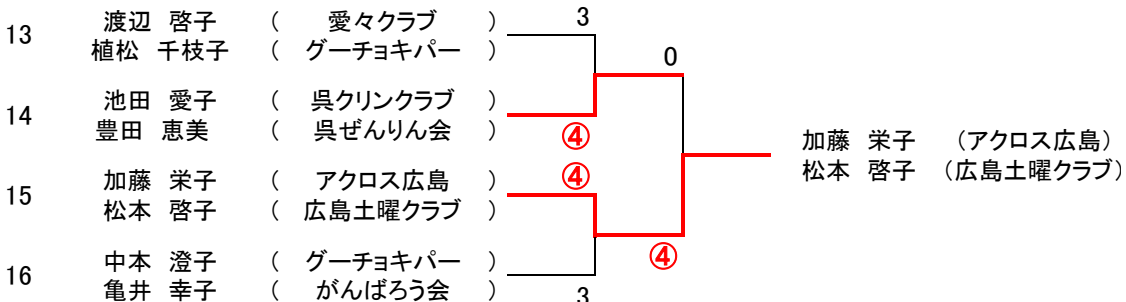 3
13 渡辺 啓子 ( 愛々クラブ )
植松 千枝子 ( グーチョキパー )
0
14 池田 愛子 ( 呉クリンクラブ )
豊田 恵美 ( 呉ぜんりん会 )
④
加藤 栄子 (アクロス広島)
松本 啓子 (広島土曜クラブ)
④
15 加藤 栄子 ( アクロス広島 )
松本 啓子 ( 広島土曜クラブ )
④
16 中本 澄子 ( グーチョキパー )
亀井 幸子 ( がんばろう会 )
3